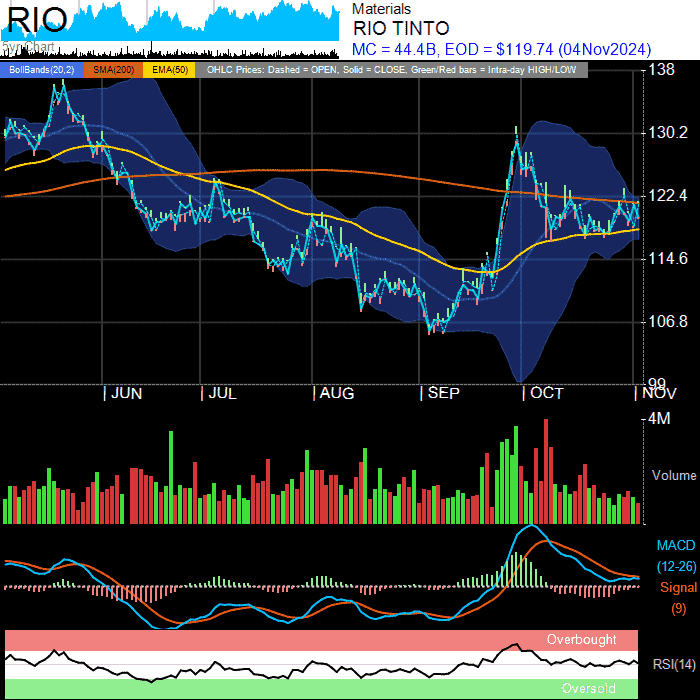 RIO
Materials
RIO TINTO
MC = 44.4B, EOD = $119.74 (04Nov2024)
BollBands(20,2) SMA(200) EMA(50) OHLC Prices: Dashed = OPEN, Solid = CLOSE, Green/Red bars = Intra-day HIGH/LOW
138
130.2
122.4
114.6
106.8
99
JUN JUL AUG SEP OCT NOV
4M
Volume
MACD
(12-26)
Signal
(9)
Overbought
RSI(14)
Oversold